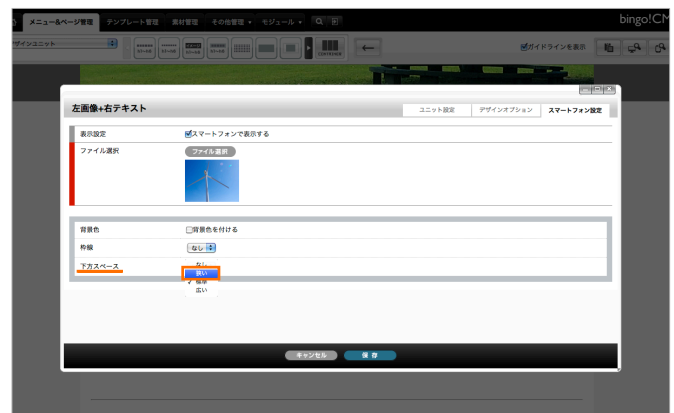 メニュー&ページ管理 テンプレート管理 素材管理 その他管理 ▾ モジュール ▾ bingo!CM
ザインユニット ガイドラインを表示
左画像+右テキスト ユニット設定 デザインオプション スマートフォン設定
表示設定 スマートフォンで表示する
ファイル選択 ファイル選択
背景色 背景色を付ける
枠線 なし
下方スペース なし
狭い
✓ 標準
広い
キャンセル 保存